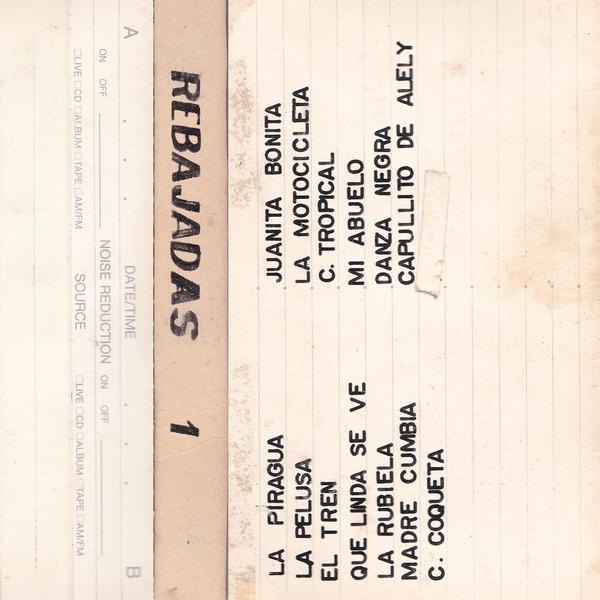 A
B
DATE/TIME
NOISE REDUCTION
ON OFF
ON OFF
SOURCE
□LIVE □CD □ALBUM □TAPE □AM/FM
□LIVE □CD □ALBUM □TAPE □AM/FM
REBAJADAS 1
LA PIRAGUA
LA PELUSA
EL TREN
QUE LINDA SE VE
LA RUBIELA
MADRE CUMBIA
C. COQUETA
JUANITA BONITA
LA MOTOCICLETA
C. TROPICAL
MI ABUELO
DANZA NEGRA
CAPULLITO DE ALELY